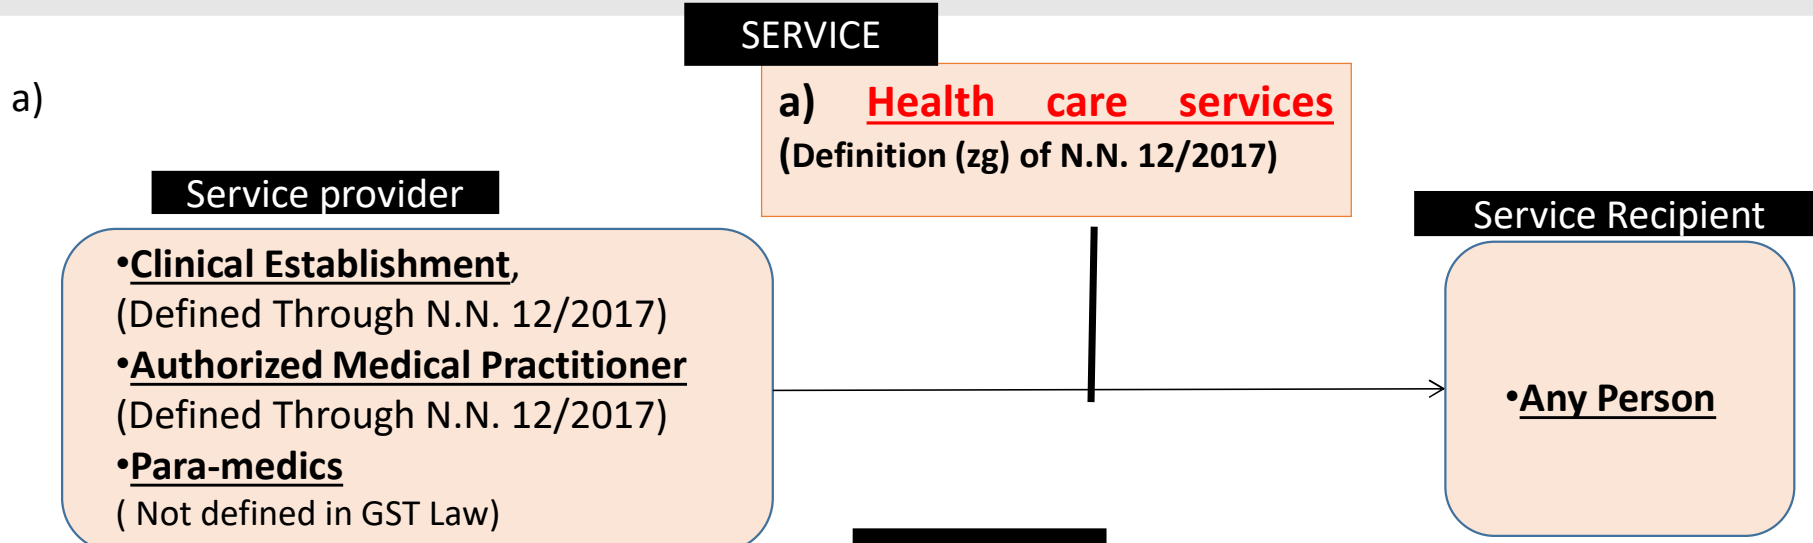 SERVICE
a)
a) Health care services
(Definition (zg) of N.N. 12/2017)
Service provider
•Clinical Establishment,
(Defined Through N.N. 12/2017)
•Authorized Medical Practitioner
(Defined Through N.N. 12/2017)
•Para-medics
( Not defined in GST Law)
Service Recipient
•Any Person